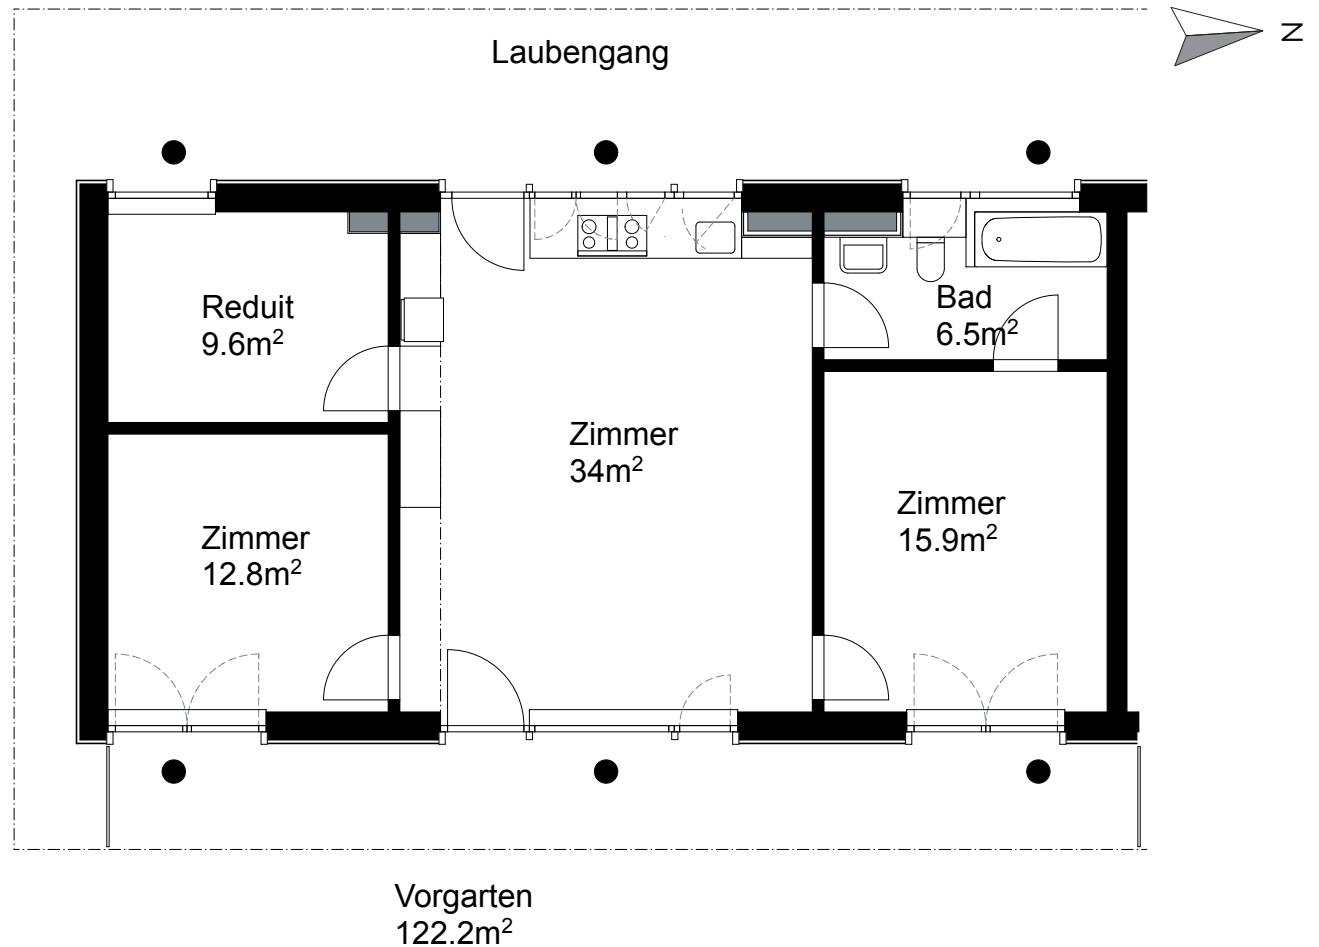 Laubengang
N
Reduit
9.6m²
Bad
6.5m²
Zimmer
34m²
Zimmer
15.9m²
Zimmer
12.8m²
Vorgarten
122.2m²